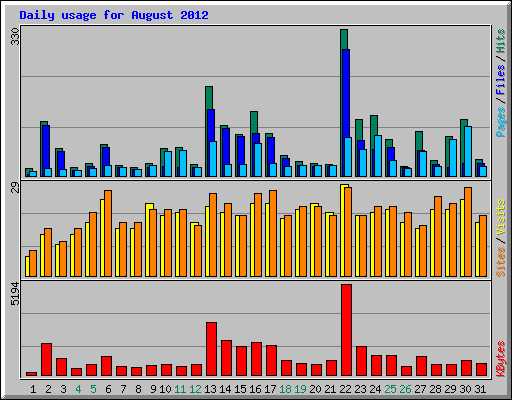 Daily usage for August 2012
330
Pages / Files / Hits
29
Sites / Visits
5194
KBytes
1 2 3 4 5 6 7 8 9 10 11 12 13 14 15 16 17 18 19 20 21 22 23 24 25 26 27 28 29 30 31